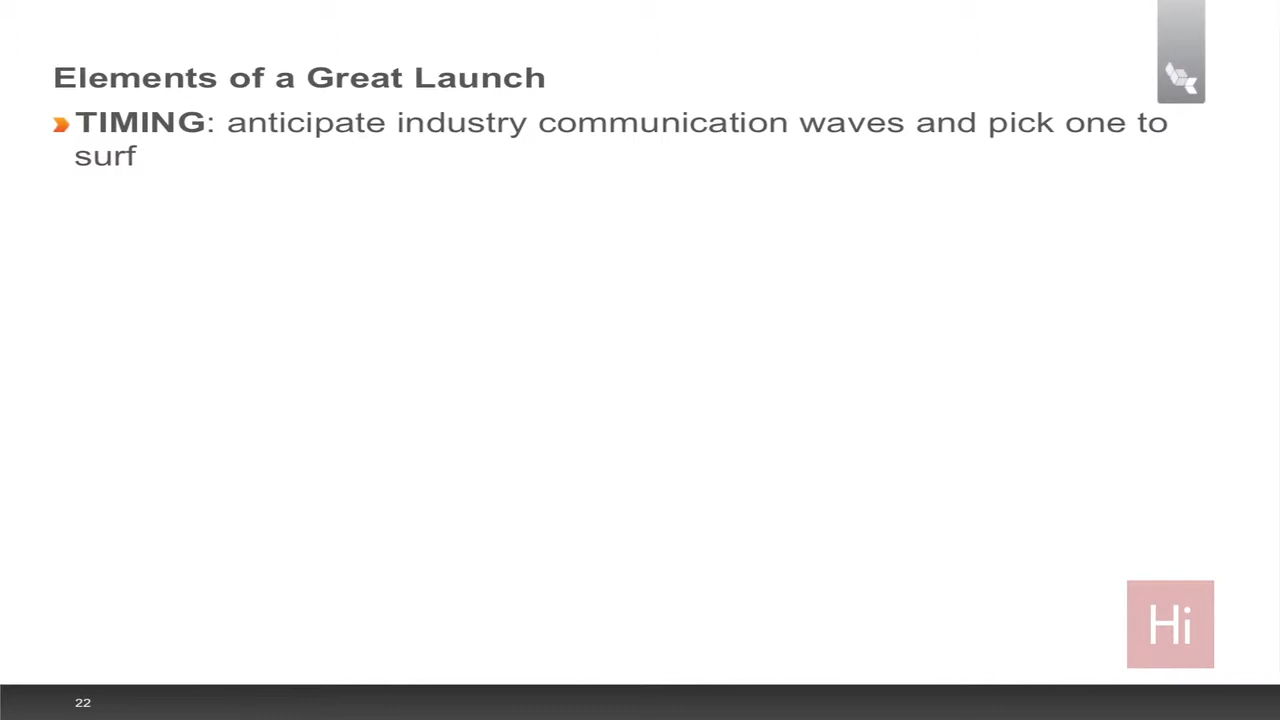 Elements of a Great Launch
TIMING: anticipate industry communication waves and pick one to
surf
Hi
22